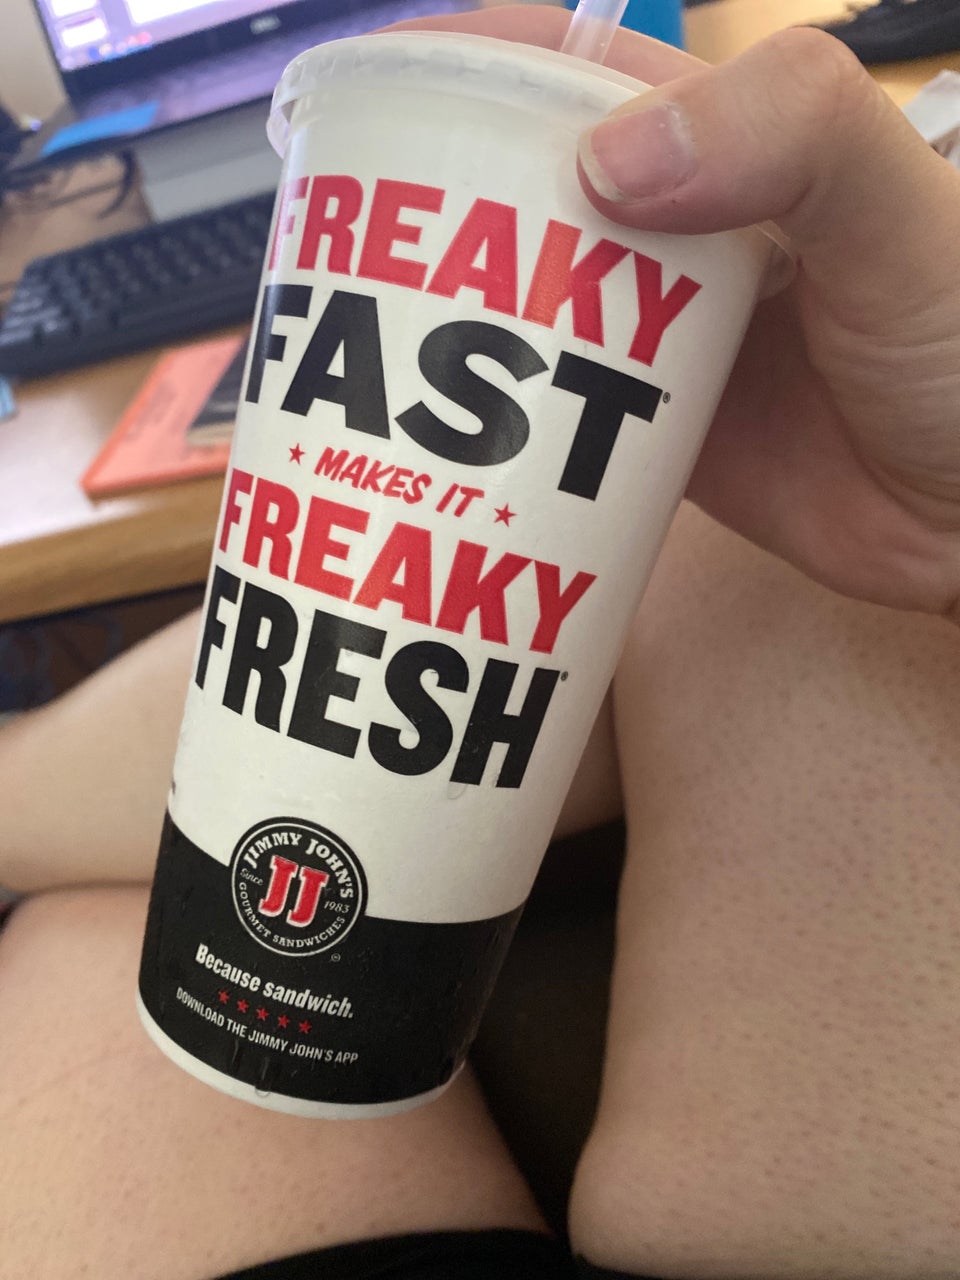 DELL
FREAKY
FAST®
★ MAKES IT ★
FREAKY
FRESH®
JIMMY JOHN'S
Since JJ 1983
GOURMET SANDWICHES
Because sandwich.
★★★★★
DOWNLOAD THE JIMMY JOHN'S APP